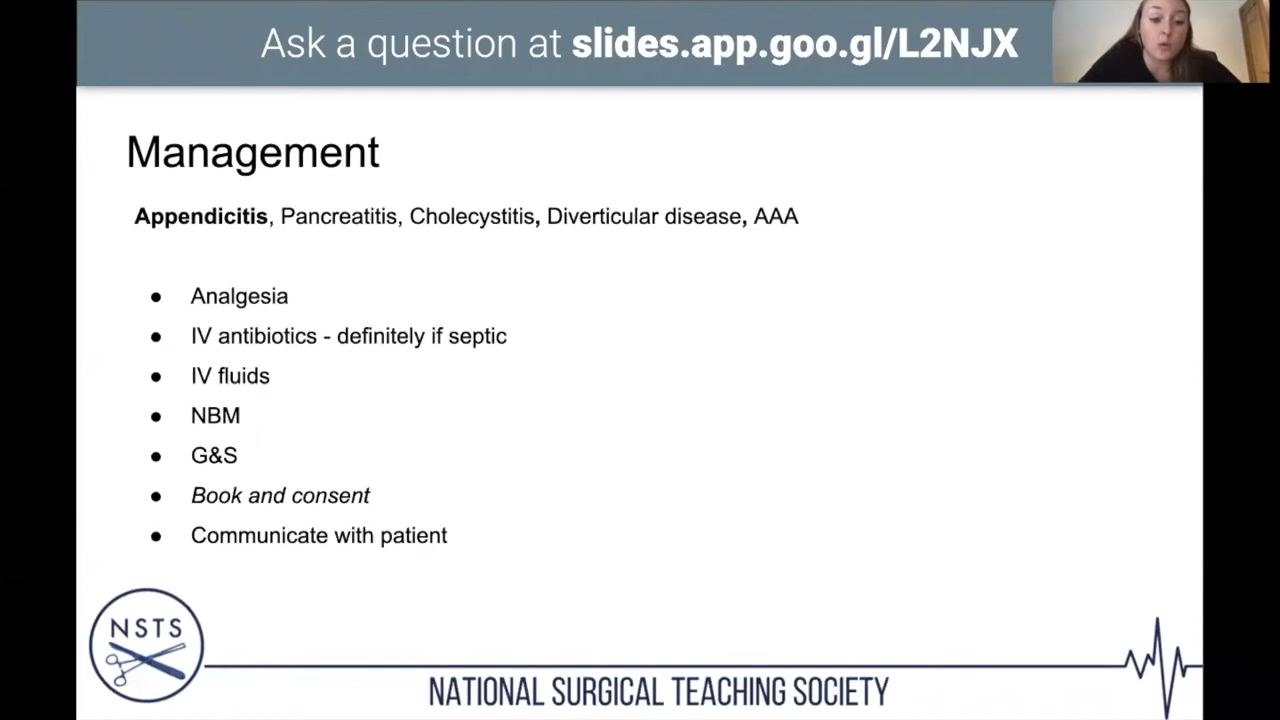 Ask a question at slides.app.goo.gl/L2NJX
Management
Appendicitis, Pancreatitis, Cholecystitis, Diverticular disease, AAA
● Analgesia
● IV antibiotics - definitely if septic
● IV fluids
● NBM
● G&S
● Book and consent
● Communicate with patient
NSTS
NATIONAL SURGICAL TEACHING SOCIETY